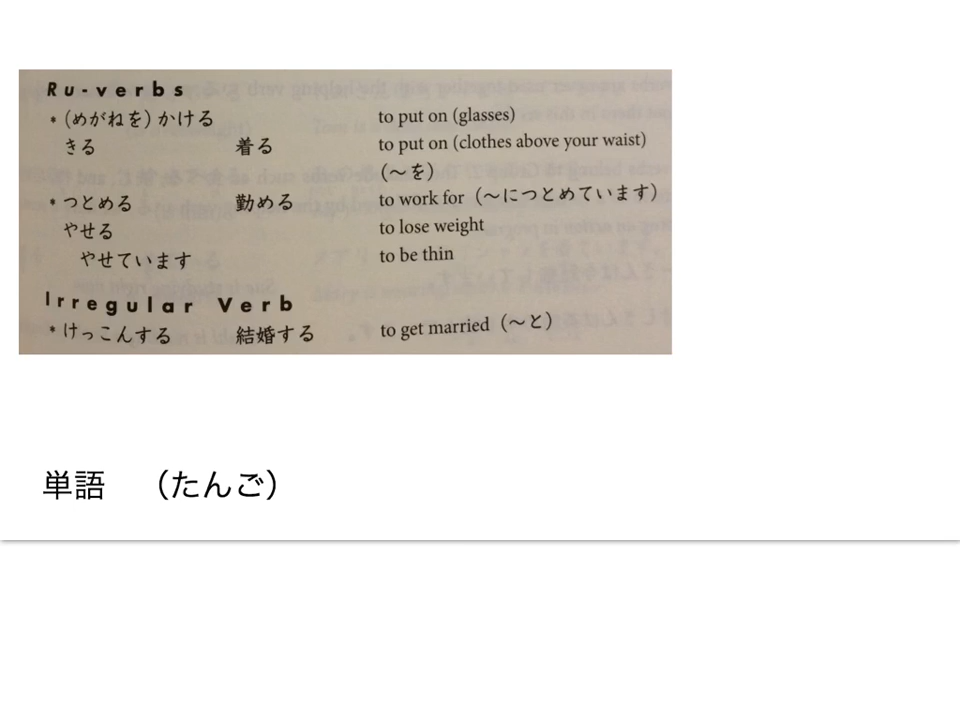 Ru-verbs
* (めがねを) かける to put on (glasses)
きる 着る to put on (clothes above your waist)
(〜を)
* つとめる 勤める to work for (〜につとめています)
やせる to lose weight
やせています to be thin
Irregular Verb
* けっこんする 結婚する to get married (〜と)
単語 （たんご）